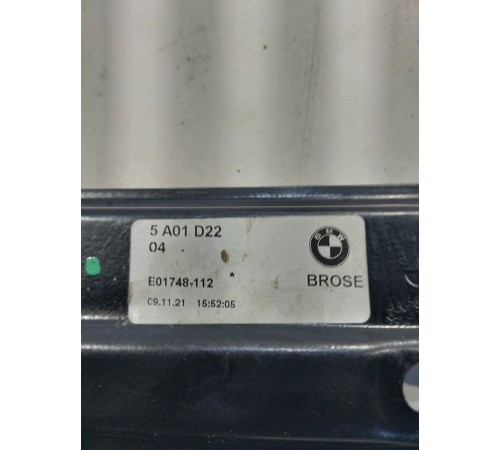 5 A01 D22
04
BMW
E01748-112 *
BROSE
09.11.21 15:52:05